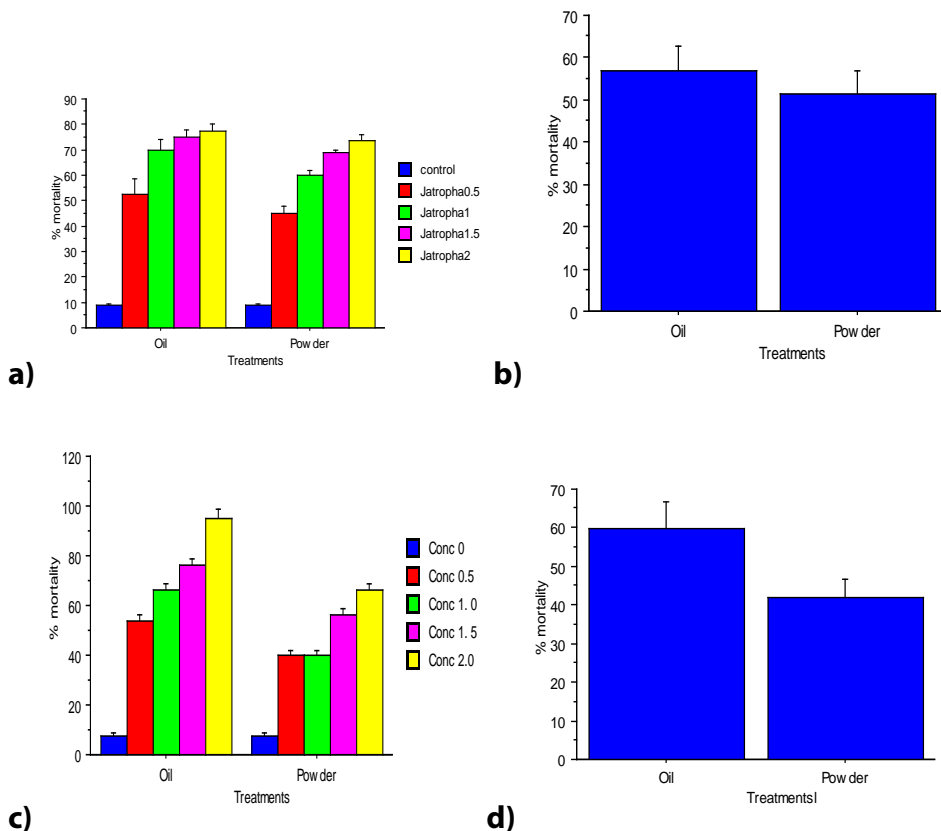 90
80
70
60
50
40
30
20
10
0
% mortality
Oil
Pow der
Treatments
control
Jatropha0.5
Jatropha1
Jatropha1.5
Jatropha2
a)
70
60
50
40
30
20
10
0
% mortality
Oil
Powder
Treatments
b)
120
100
80
60
40
20
0
% mortality
Oil
Pow der
Treatments
Conc 0
Conc 0.5
Conc 1. 0
Conc 1. 5
Conc 2.0
c)
70
60
50
40
30
20
10
0
% mortality
Oil
Pow der
Treatmentsl
d)